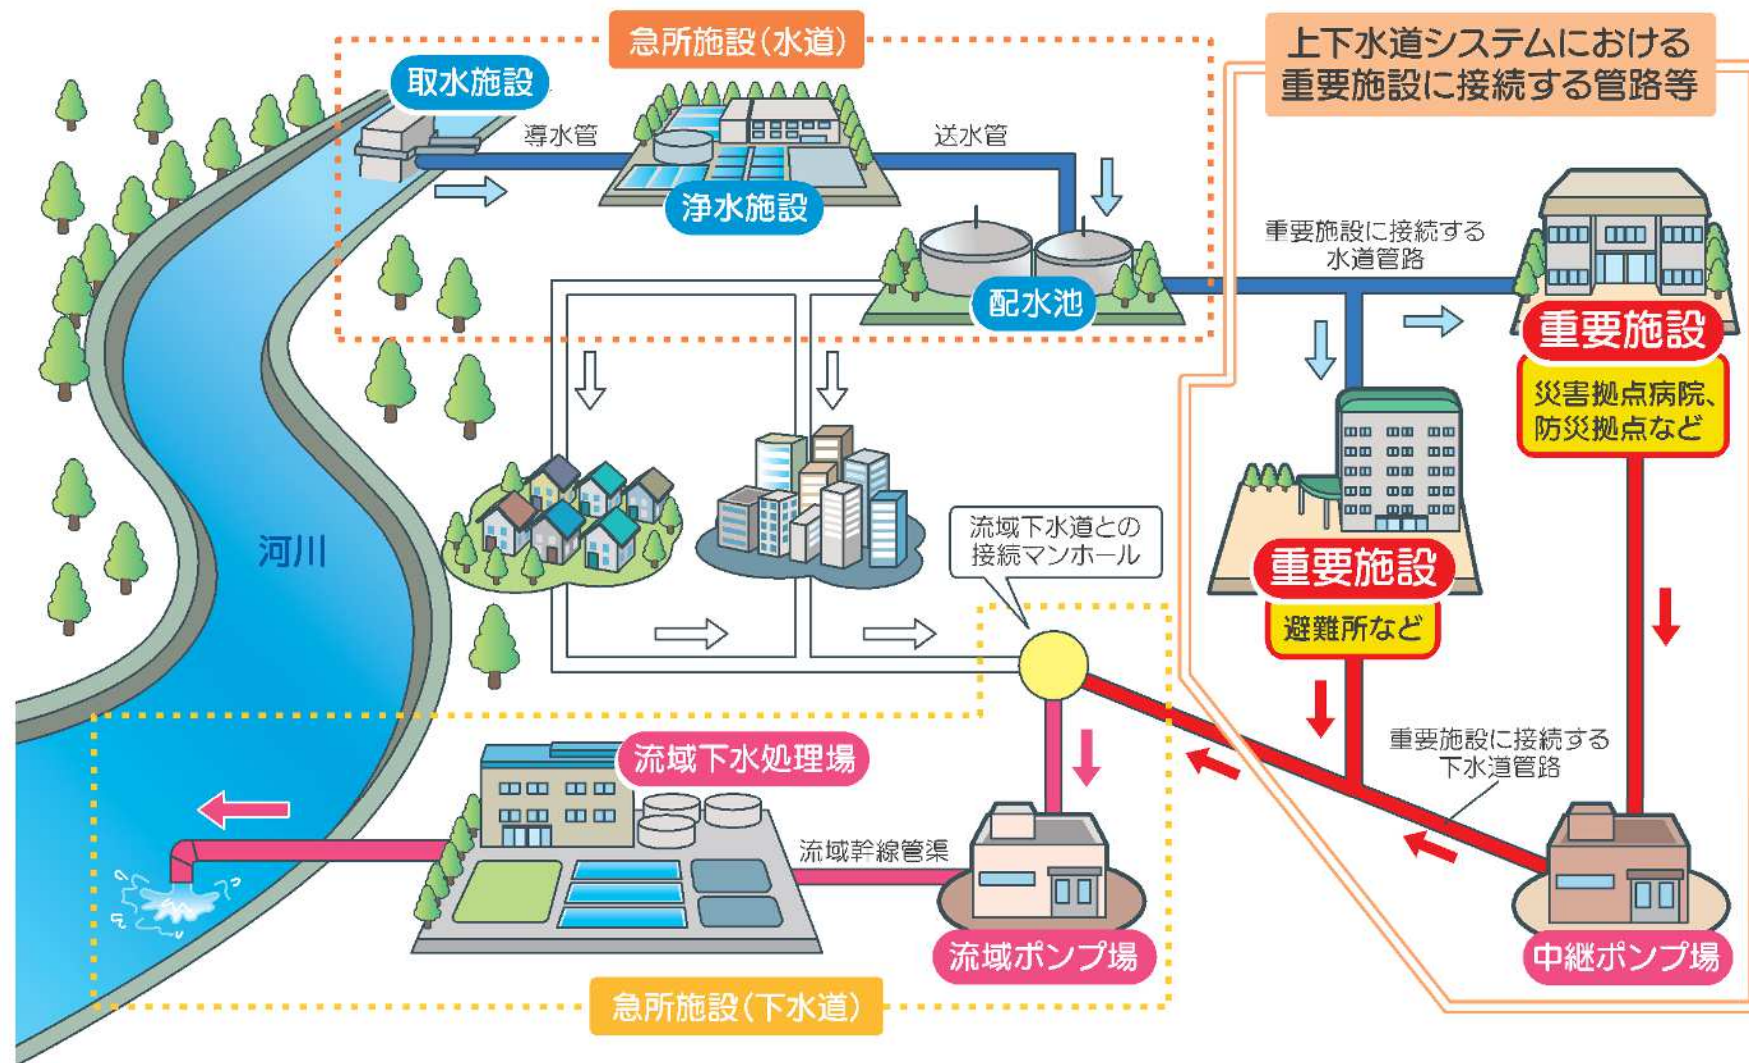 急所施設(水道)
上下水道システムにおける
重要施設に接続する管路等
取水施設
導水管
送水管
浄水施設
重要施設に接続する
水道管路
配水池
重要施設
災害拠点病院、
防災拠点など
流域下水道との
接続マンホール
河川
重要施設
避難所など
流域下水処理場
重要施設に接続する
下水道管路
流域幹線管渠
流域ポンプ場
中継ポンプ場
急所施設(下水道)